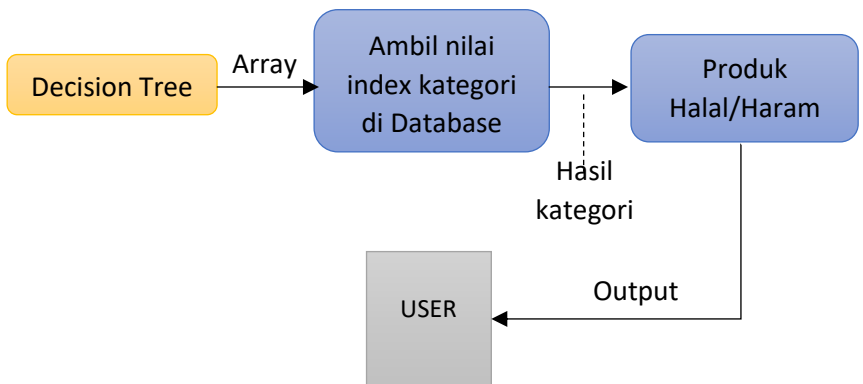 Decision Tree
Array
Ambil nilai
index kategori
di Database
Hasil
kategori
Produk
Halal/Haram
Output
USER